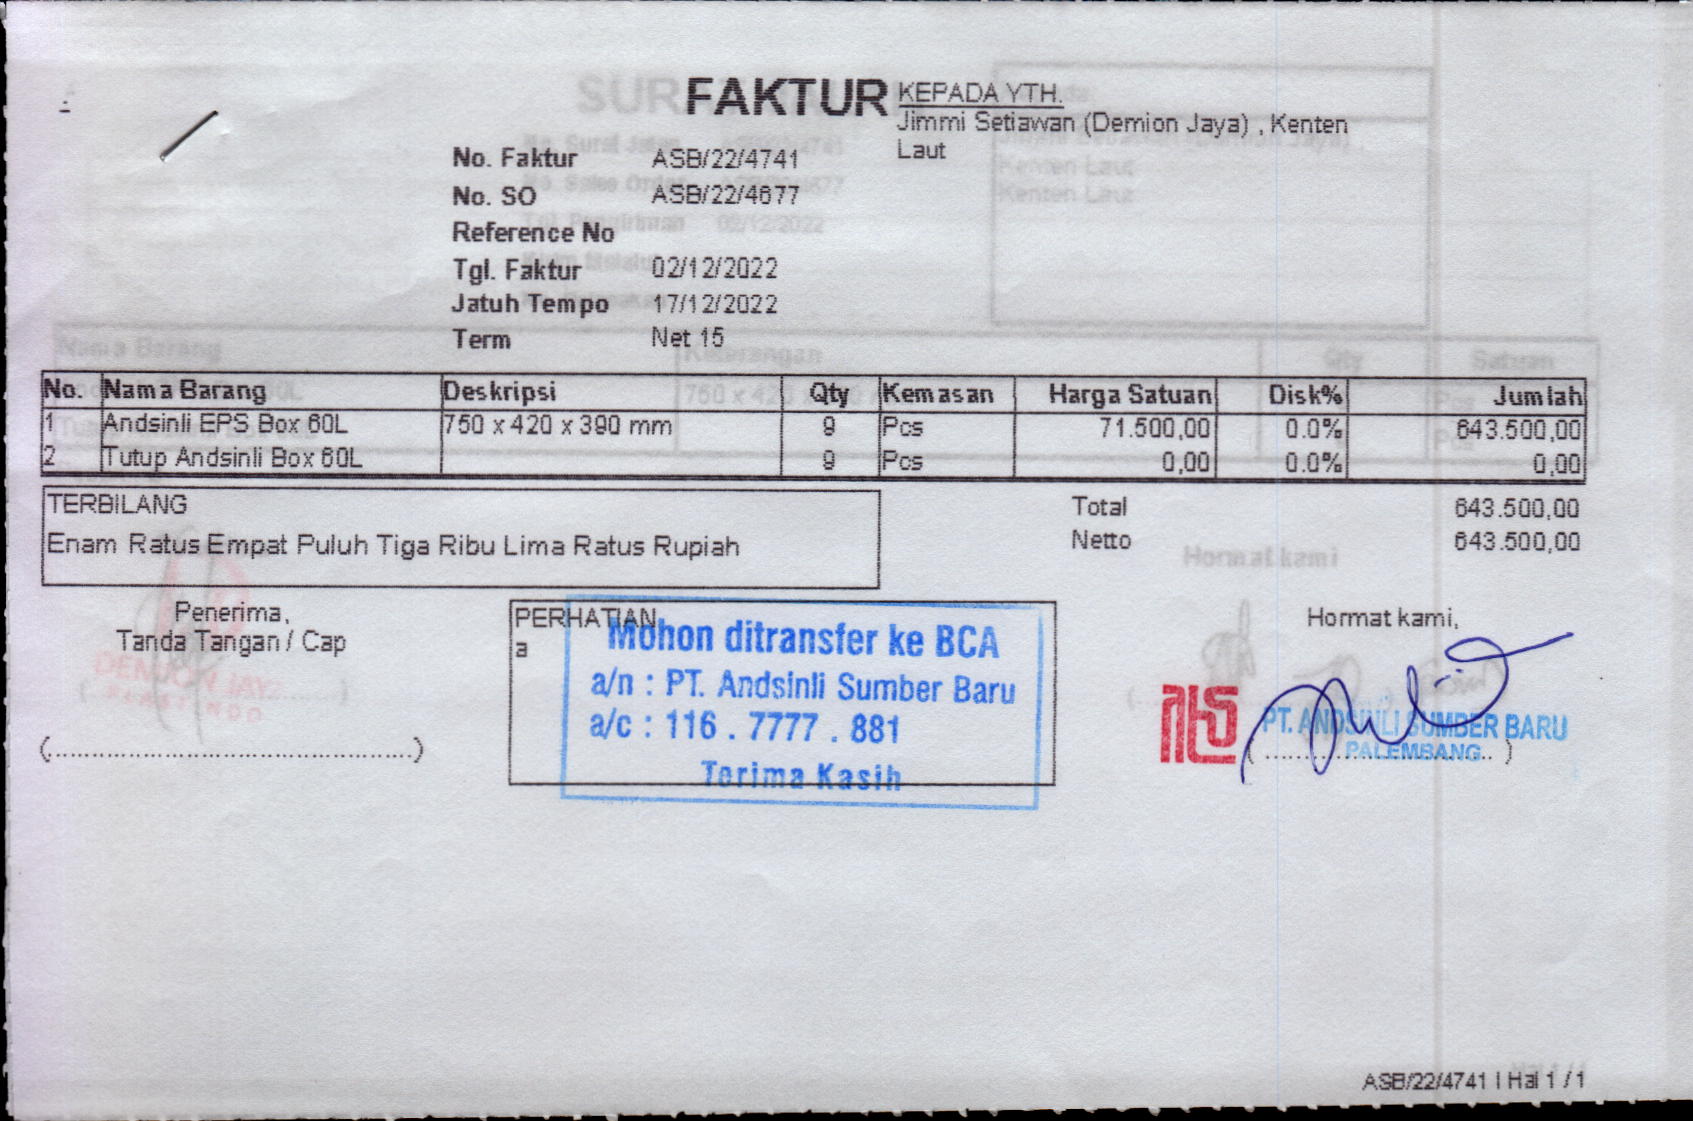 FAKTUR
KEPADA YTH.
Jimmi Setiawan (Demion Jaya) , Kenten
Laut
No. Faktur ASB/22/4741
No. SO ASB/22/4677
Reference No
Tgl. Faktur 02/12/2022
Jatuh Tempo 17/12/2022
Term Net 15
No. Nama Barang Deskripsi Qty Kemasan Harga Satuan Disk% Jumlah
1 Andsinli EPS Box 60L 750 x 420 x 390 mm 9 Pcs 71.500,00 0.0% 643.500,00
2 Tutup Andsinli Box 60L 9 Pcs 0,00 0.0% 0,00
TERBILANG
Enam Ratus Empat Puluh Tiga Ribu Lima Ratus Rupiah
Total 643.500,00
Netto 643.500,00
Penerima,
Tanda Tangan / Cap
(............................................)
PERHATIAN
a
Mohon ditransfer ke BCA
a/n : PT. Andsinli Sumber Baru
a/c : 116 . 7777 . 881
Terima Kasih
Hormat kami,
PT. ANDSINLI SUMBER BARU
PALEMBANG
ASB/22/4741 | Hal 1 / 1